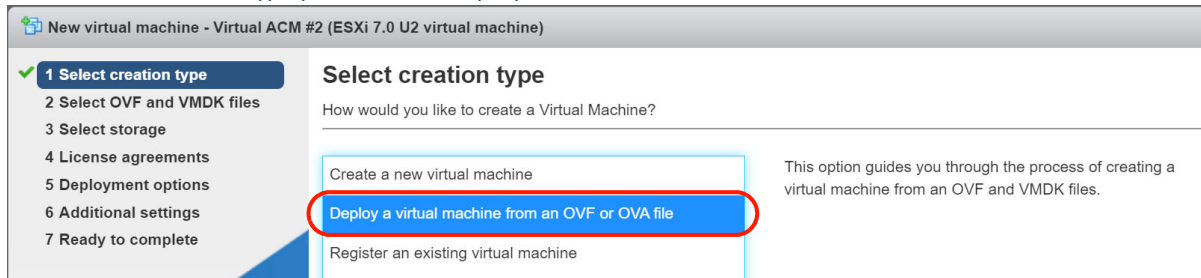 New virtual machine - Virtual ACM #2 (ESXi 7.0 U2 virtual machine)
1 Select creation type
2 Select OVF and VMDK files
3 Select storage
4 License agreements
5 Deployment options
6 Additional settings
7 Ready to complete
Select creation type
How would you like to create a Virtual Machine?
Create a new virtual machine
Deploy a virtual machine from an OVF or OVA file
Register an existing virtual machine
This option guides you through the process of creating a
virtual machine from an OVF and VMDK files.